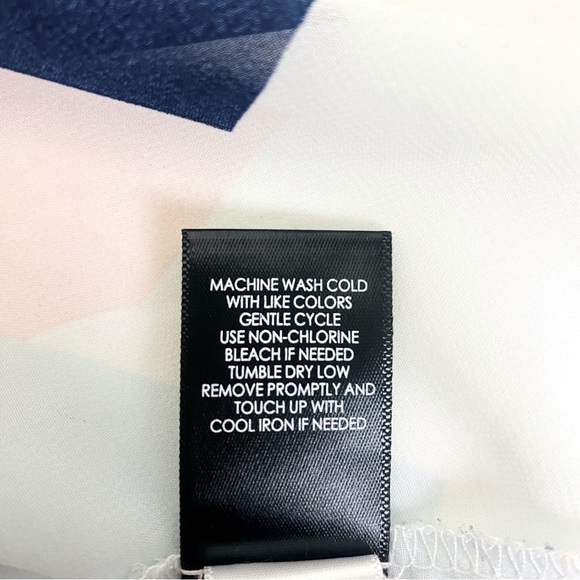 MACHINE WASH COLD
WITH LIKE COLORS
GENTLE CYCLE
USE NON-CHLORINE
BLEACH IF NEEDED
TUMBLE DRY LOW
REMOVE PROMPTLY AND
TOUCH UP WITH
COOL IRON IF NEEDED